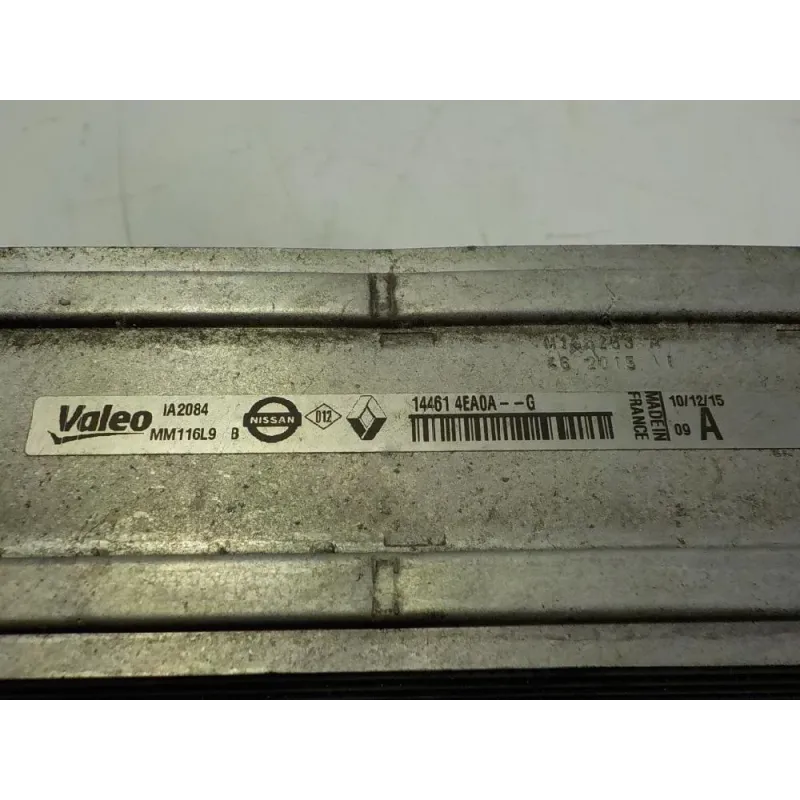 Valeo
IA2084
MM116L9 B
NISSAN
D12
14461 4EA0A--G
MADE IN
FRANCE
10/12/15
09 A